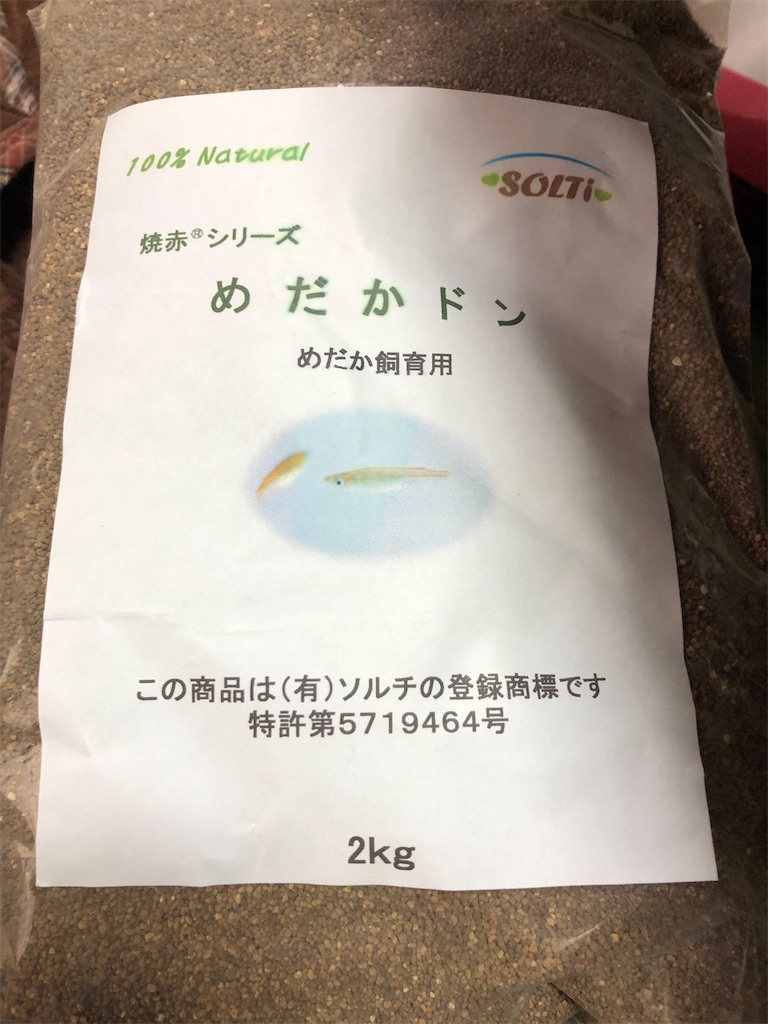 100% Natural
SOLTi
焼赤®シリーズ
めだかドン
めだか飼育用
この商品は(有)ソルチの登録商標です
特許第5719464号
2kg